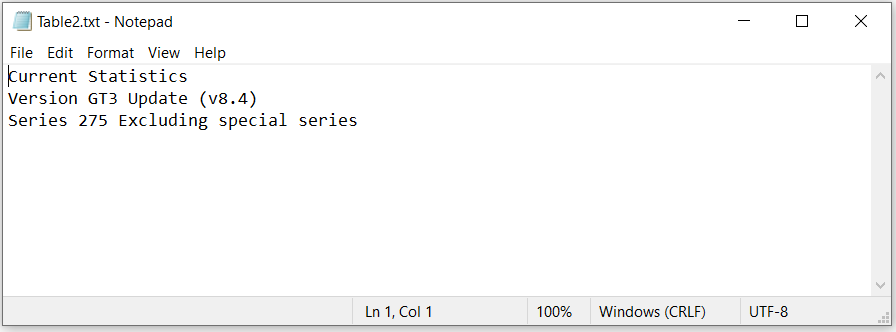 Table2.txt - Notepad
File Edit Format View Help
Current Statistics
Version GT3 Update (v8.4)
Series 275 Excluding special series
Ln 1, Col 1 100% Windows (CRLF) UTF-8